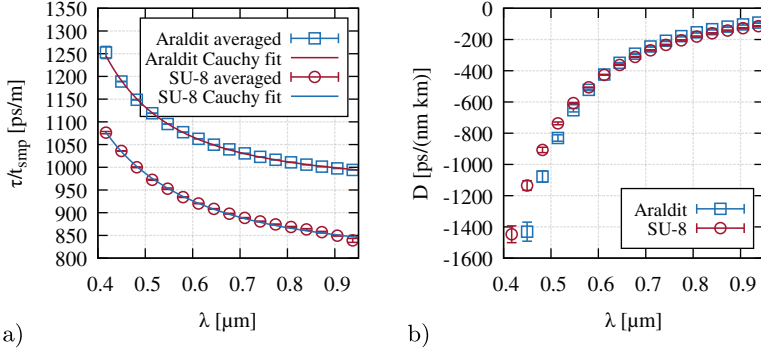 1350
1300
1250
1200
1150
1100
1050
1000
950
900
850
800
τ/t_smp [ps/m]
Araldit averaged
Araldit Cauchy fit
SU-8 averaged
SU-8 Cauchy fit
0.4 0.5 0.6 0.7 0.8 0.9
λ [µm]
a)
0
-200
-400
-600
-800
-1000
-1200
-1400
-1600
D [ps/(nm km)]
Araldit
SU-8
0.4 0.5 0.6 0.7 0.8 0.9
λ [µm]
b)